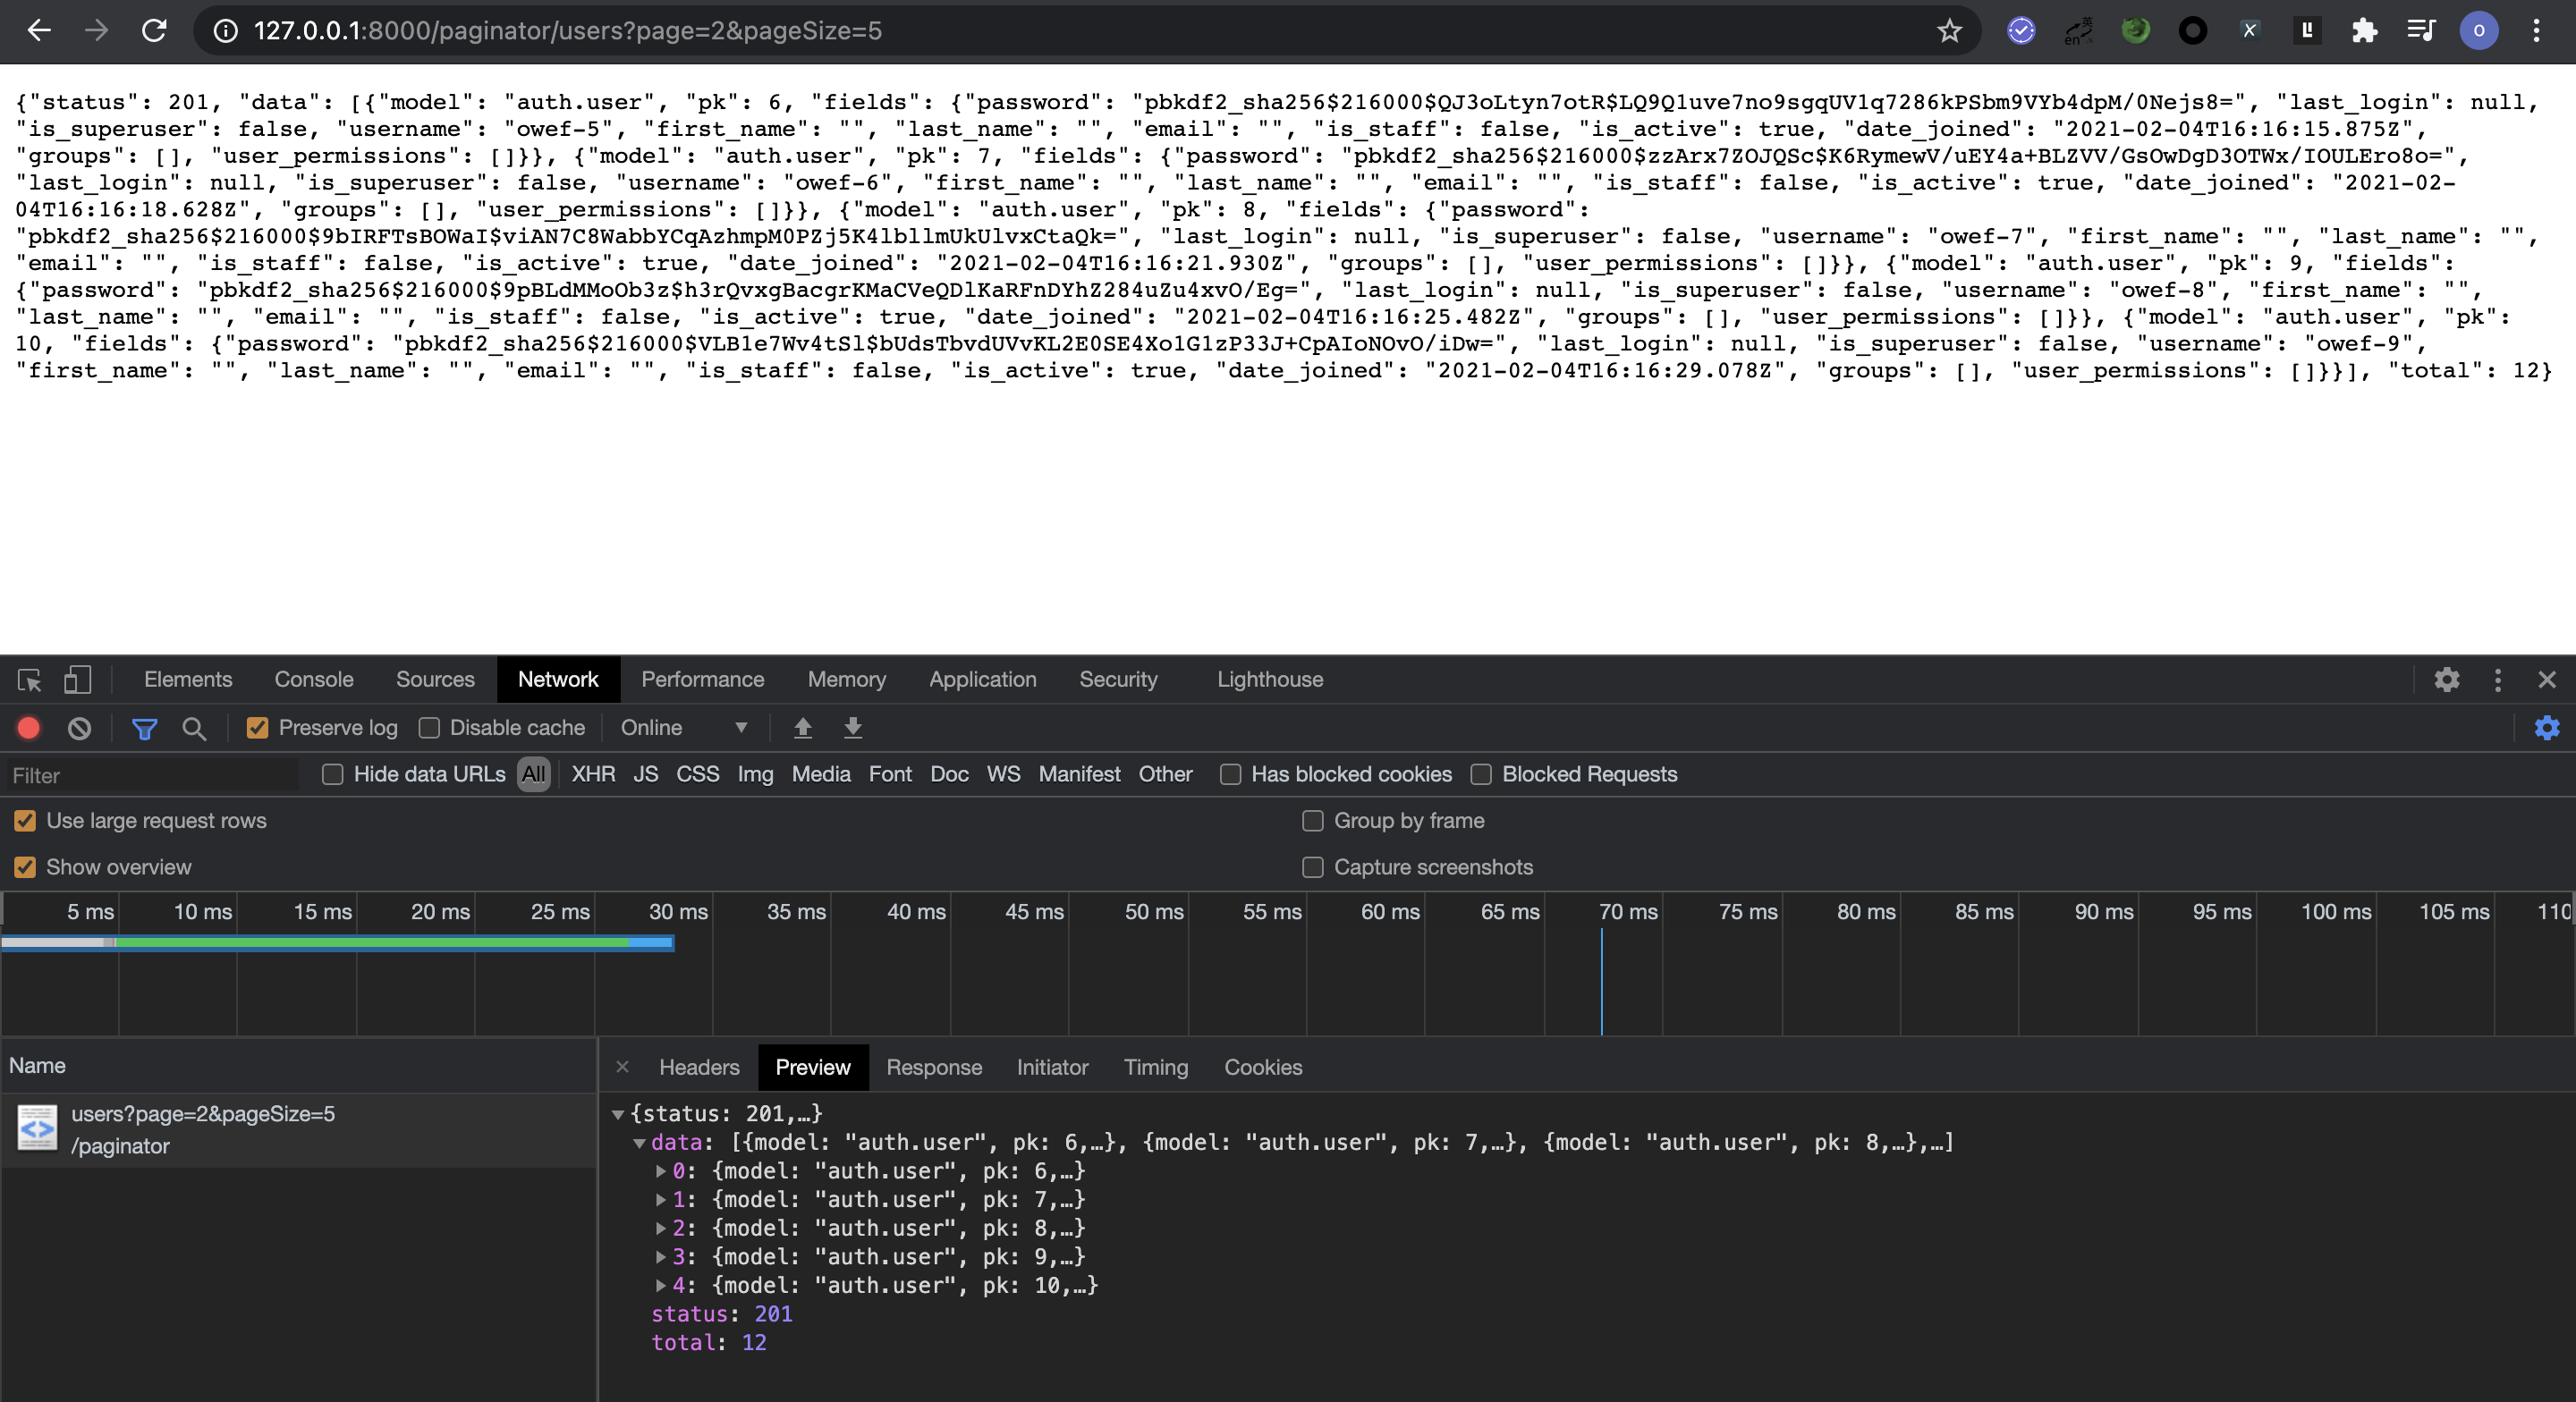 127.0.0.1:8000/paginator/users?page=2&pageSize=5
{"status": 201, "data": [{"model": "auth.user", "pk": 6, "fields": {"password": "pbkdf2_sha256$216000$QJ3oLtyn7otR$LQ9Q1uve7no9sgqUV1q7286kPSbm9VYb4dpM/0Nejs8=", "last_login": null,
"is_superuser": false, "username": "owef-5", "first_name": "", "last_name": "", "email": "", "is_staff": false, "is_active": true, "date_joined": "2021-02-04T16:16:15.875Z",
"groups": [], "user_permissions": []}}, {"model": "auth.user", "pk": 7, "fields": {"password": "pbkdf2_sha256$216000$zzArx7ZOJQSc$K6RymewV/uEY4a+BLZVV/GsOwDgD3OTWx/IOULEro8o=",
"last_login": null, "is_superuser": false, "username": "owef-6", "first_name": "", "last_name": "", "email": "", "is_staff": false, "is_active": true, "date_joined": "2021-02-
04T16:16:18.628Z", "groups": [], "user_permissions": []}}, {"model": "auth.user", "pk": 8, "fields": {"password":
"pbkdf2_sha256$216000$9bIRFTsBOWaI$viAN7C8WabbYCqAzhmpM0PZj5K4lbllmUkUlvxCtaQk=", "last_login": null, "is_superuser": false, "username": "owef-7", "first_name": "", "last_name": "",
"email": "", "is_staff": false, "is_active": true, "date_joined": "2021-02-04T16:16:21.930Z", "groups": [], "user_permissions": []}}, {"model": "auth.user", "pk": 9, "fields":
{"password": "pbkdf2_sha256$216000$9pBLdMMoOb3z$h3rQvxgBacgrKMaCVeQDlKaRFnDYhZ284uZu4xvO/Eg=", "last_login": null, "is_superuser": false, "username": "owef-8", "first_name": "",
"last_name": "", "email": "", "is_staff": false, "is_active": true, "date_joined": "2021-02-04T16:16:25.482Z", "groups": [], "user_permissions": []}}, {"model": "auth.user", "pk":
10, "fields": {"password": "pbkdf2_sha256$216000$VLB1e7Wv4tSl$bUdsTbvdUVvKL2E0SE4Xo1G1zP33J+CpAIoNOvO/iDw=", "last_login": null, "is_superuser": false, "username": "owef-9",
"first_name": "", "last_name": "", "email": "", "is_staff": false, "is_active": true, "date_joined": "2021-02-04T16:16:29.078Z", "groups": [], "user_permissions": []}}], "total": 12}
Elements Console Sources Network Performance Memory Application Security Lighthouse
Preserve log Disable cache Online
Filter Hide data URLs All XHR JS CSS Img Media Font Doc WS Manifest Other Has blocked cookies Blocked Requests
Use large request rows Group by frame
Show overview Capture screenshots
5 ms 10 ms 15 ms 20 ms 25 ms 30 ms 35 ms 40 ms 45 ms 50 ms 55 ms 60 ms 65 ms 70 ms 75 ms 80 ms 85 ms 90 ms 95 ms 100 ms 105 ms 110
Name
users?page=2&pageSize=5
/paginator
Headers Preview Response Initiator Timing Cookies
{status: 201,…}
data: [{model: "auth.user", pk: 6,…}, {model: "auth.user", pk: 7,…}, {model: "auth.user", pk: 8,…},…]
0: {model: "auth.user", pk: 6,…}
1: {model: "auth.user", pk: 7,…}
2: {model: "auth.user", pk: 8,…}
3: {model: "auth.user", pk: 9,…}
4: {model: "auth.user", pk: 10,…}
status: 201
total: 12